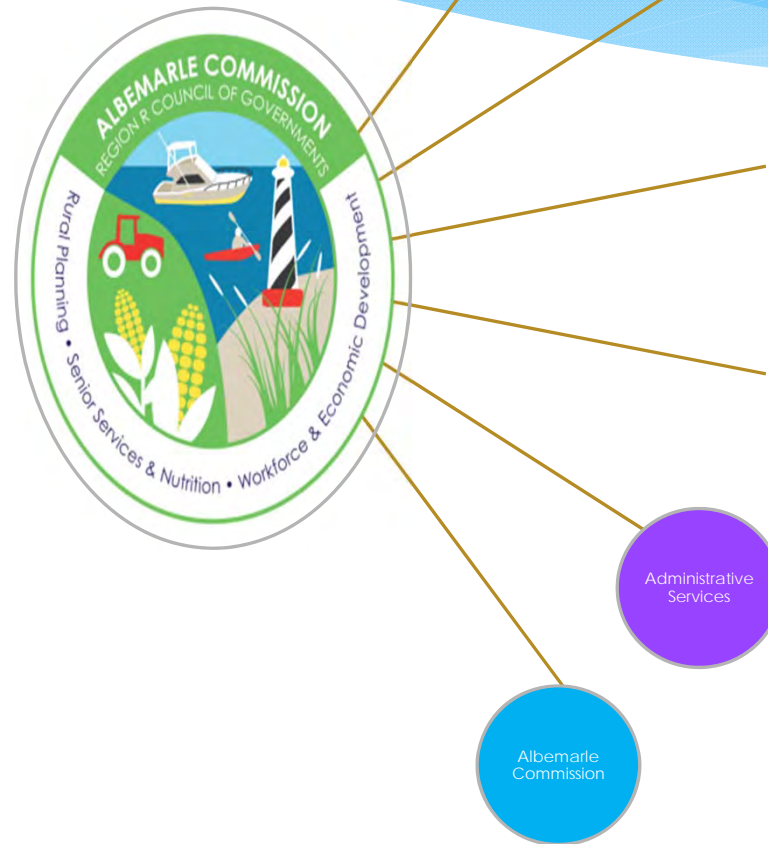 ALBEMARLE COMMISSION
REGION R COUNCIL OF GOVERNMENTS
Rural Planning • Senior Services & Nutrition • Workforce & Economic Development
Administrative
Services
Albemarle
Commission